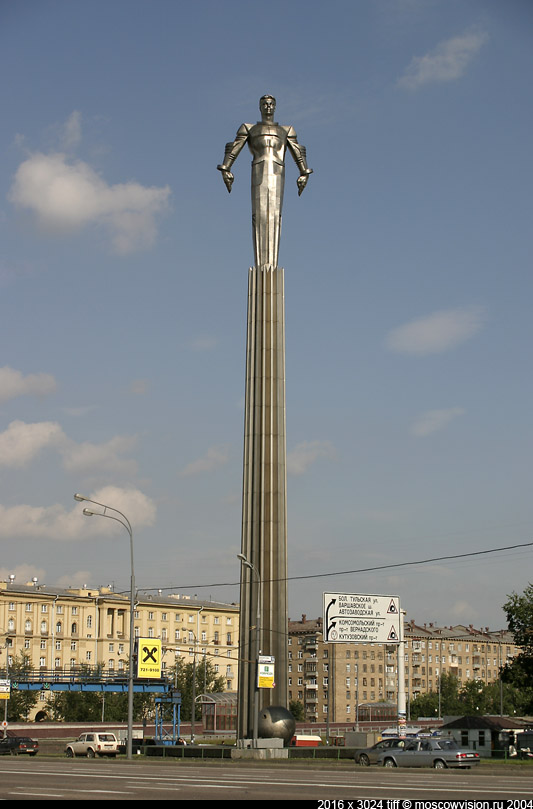 БОЛ. ТУЛЬСКАЯ ул.
ВАРШАВСКОЕ ш.
АВТОЗАВОДСКАЯ ул.
КОМСОМОЛЬСКИЙ пр-т
пр-т ВЕРНАДСКОГО
КУТУЗОВСКИЙ пр-т
2016 x 3024 tiff © moscowvision.ru 2004